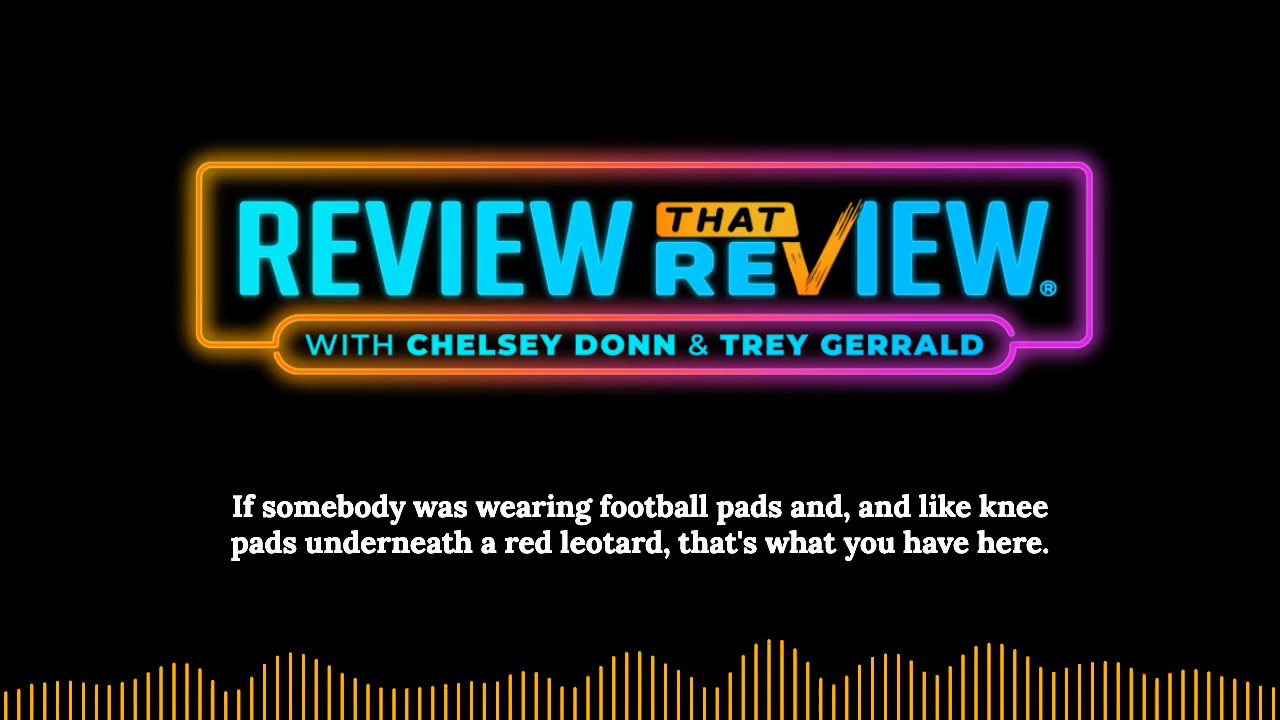 REVIEW THAT REVIEW®
WITH CHELSEY DONN & TREY GERRALD
If somebody was wearing football pads and, and like knee
pads underneath a red leotard, that's what you have here.